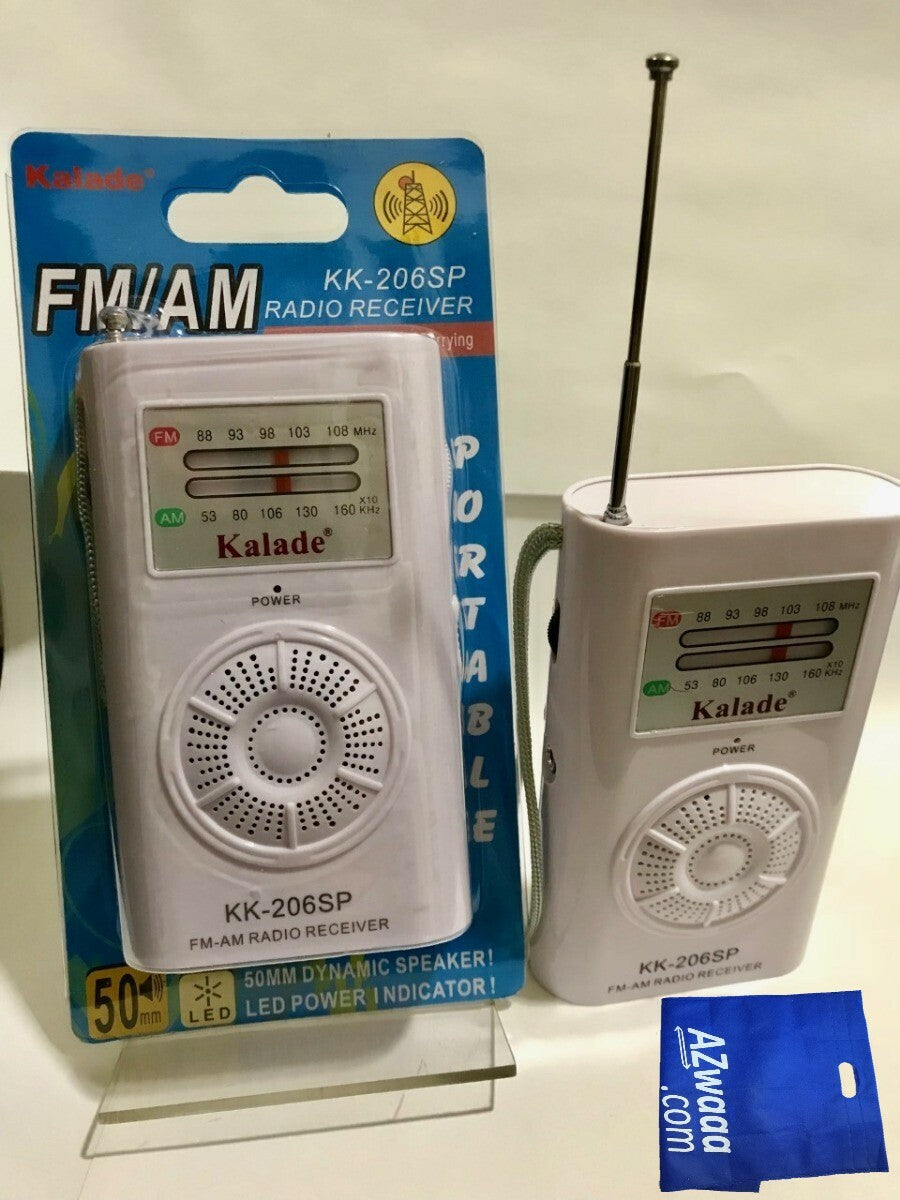 Kalade®
FM/AM
KK-206SP
RADIO RECEIVER
rrying
PORTABLE
FM 88 93 98 103 108 MHz
AM 53 80 106 130 160 X10 KHz
Kalade®
POWER
KK-206SP
FM-AM RADIO RECEIVER
50mm
LED
50MM DYNAMIC SPEAKER!
LED POWER INDICATOR!
FM 88 93 98 103 108 MHz
AM 53 80 106 130 160 X10 KHz
Kalade®
POWER
KK-206SP
FM-AM RADIO RECEIVER
AZwaaa
.com